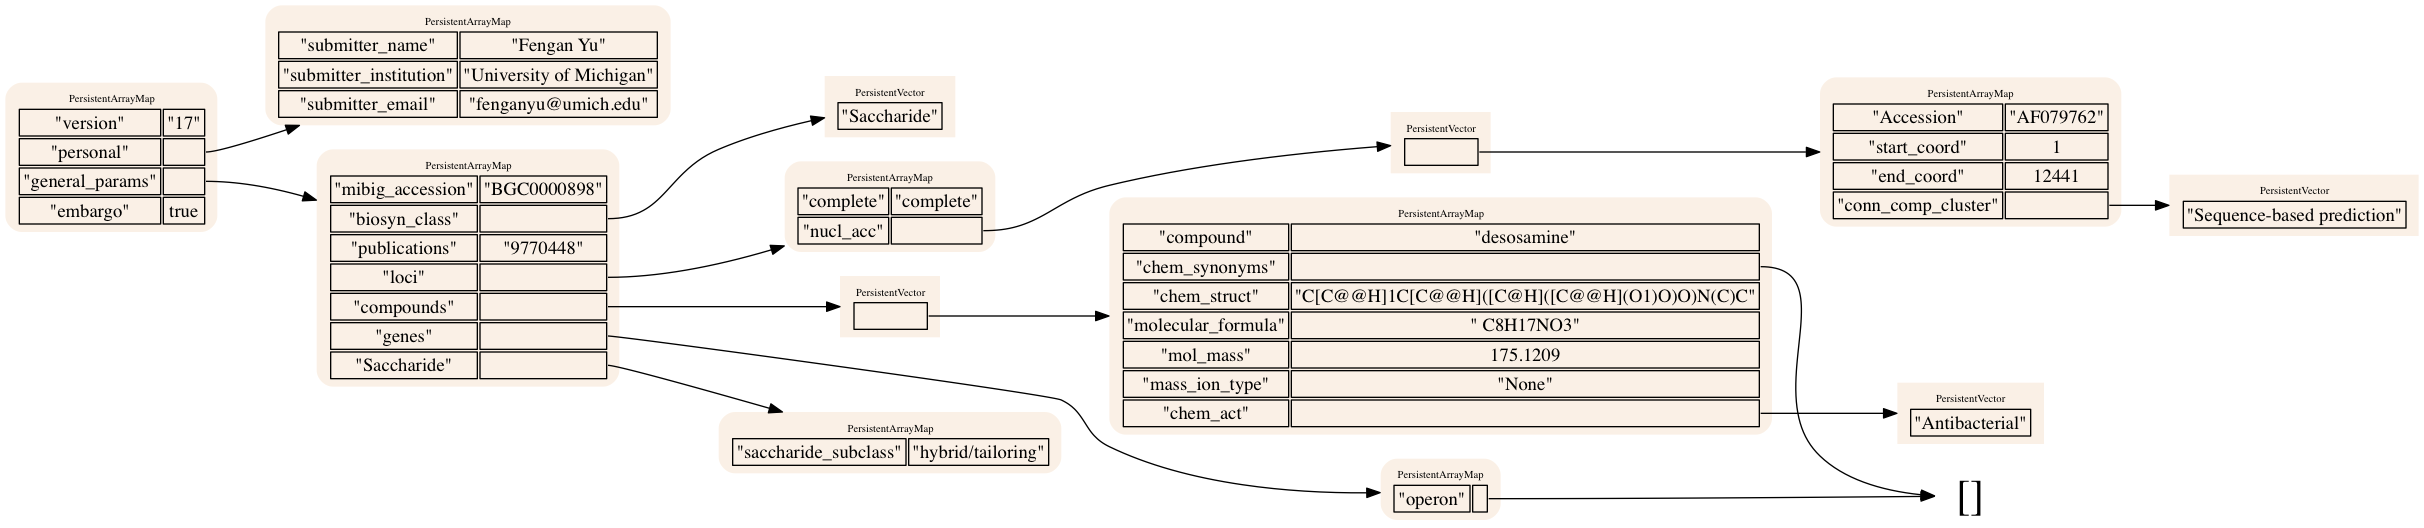 PersistentArrayMap
"version" "17"
"personal"
"general_params"
"embargo" true
PersistentArrayMap
"submitter_name" "Fengan Yu"
"submitter_institution" "University of Michigan"
"submitter_email" "fenganyu@umich.edu"
PersistentArrayMap
"mibig_accession" "BGC0000898"
"biosyn_class"
"publications" "9770448"
"loci"
"compounds"
"genes"
"Saccharide"
PersistentVector
"Saccharide"
PersistentArrayMap
"complete" "complete"
"nucl_acc"
PersistentVector
PersistentArrayMap
"saccharide_subclass" "hybrid/tailoring"
PersistentVector
PersistentArrayMap
"compound" "desosamine"
"chem_synonyms"
"chem_struct" "C[C@@H]1C[C@@H]([C@H]([C@@H](O1)O)O)N(C)C"
"molecular_formula" " C8H17NO3"
"mol_mass" 175.1209
"mass_ion_type" "None"
"chem_act"
PersistentArrayMap
"operon"
PersistentArrayMap
"Accession" "AF079762"
"start_coord" 1
"end_coord" 12441
"conn_comp_cluster"
PersistentVector
"Sequence-based prediction"
PersistentVector
"Antibacterial"
[]